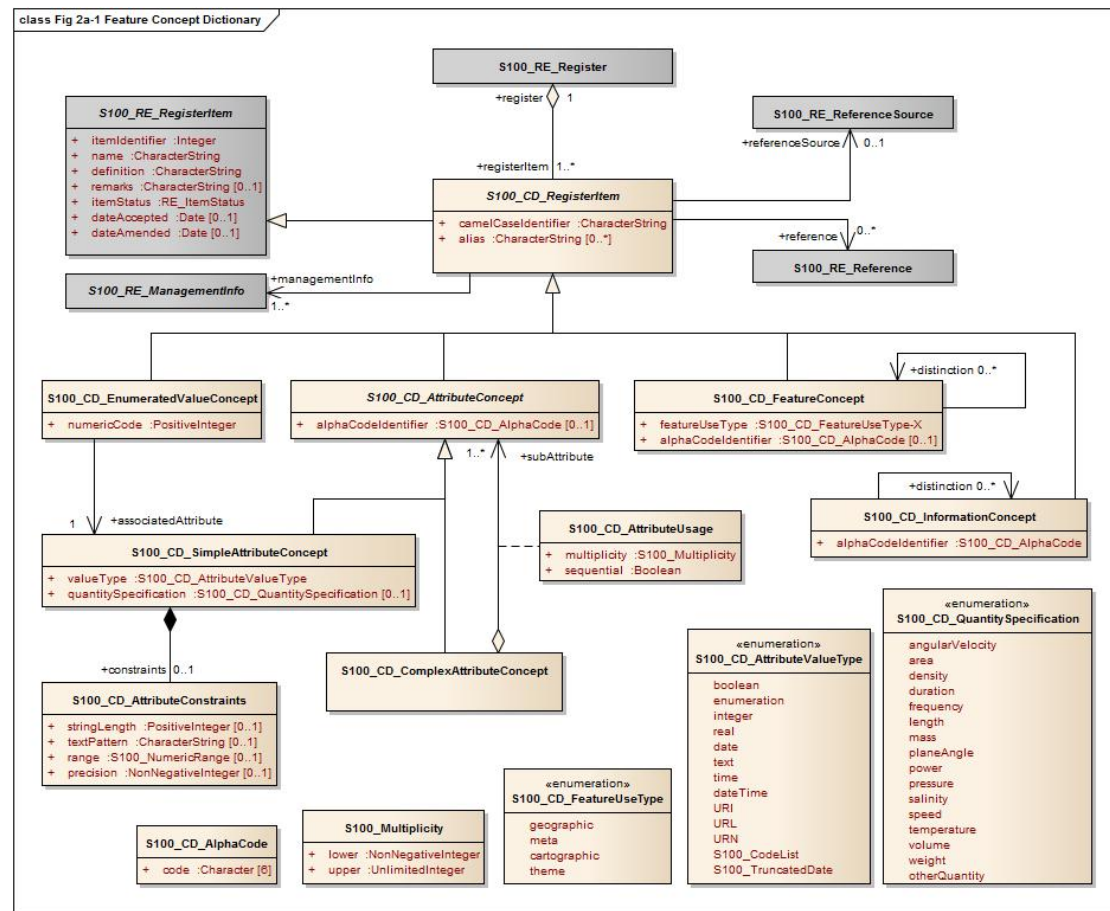 class Fig 2a-1 Feature Concept Dictionary
S100_RE_Register
+register 1
S100_RE_RegisterItem
+ itemIdentifier :Integer
+ name :CharacterString
+ definition :CharacterString
+ remarks :CharacterString [0..1]
+ itemStatus :RE_ItemStatus
+ dateAccepted :Date [0..1]
+ dateAmended :Date [0..1]
S100_RE_ReferenceSource
+referenceSource 0..1
+registerItem 1..*
S100_CD_RegisterItem
+ camelCaseIdentifier :CharacterString
+ alias :CharacterString [0..*]
+reference 0..*
S100_RE_Reference
+managementInfo
1..*
S100_RE_ManagementInfo
S100_CD_EnumeratedValueConcept
+ numericCode :PositiveInteger
S100_CD_AttributeConcept
+ alphaCodeIdentifier :S100_CD_AlphaCode [0..1]
+distinction 0..*
S100_CD_FeatureConcept
+ featureUseType :S100_CD_FeatureUseType-X
+ alphaCodeIdentifier :S100_CD_AlphaCode [0..1]
1..* +subAttribute
+distinction 0..*
S100_CD_InformationConcept
+ alphaCodeIdentifier :S100_CD_AlphaCode
1 +associatedAttribute
S100_CD_SimpleAttributeConcept
+ valueType :S100_CD_AttributeValueType
+ quantitySpecification :S100_CD_QuantitySpecification [0..1]
S100_CD_AttributeUsage
+ multiplicity :S100_Multiplicity
+ sequential :Boolean
+constraints 0..1
S100_CD_ComplexAttributeConcept
S100_CD_AttributeConstraints
+ stringLength :PositiveInteger [0..1]
+ textPattern :CharacterString [0..1]
+ range :S100_NumericRange [0..1]
+ precision :NonNegativeInteger [0..1]
«enumeration»
S100_CD_AttributeValueType
boolean
enumeration
integer
real
date
text
time
dateTime
URI
URL
URN
S100_CodeList
S100_TruncatedDate
«enumeration»
S100_CD_QuantitySpecification
angularVelocity
area
density
duration
frequency
length
mass
planeAngle
power
pressure
salinity
speed
temperature
volume
weight
otherQuantity
«enumeration»
S100_CD_FeatureUseType
geographic
meta
cartographic
theme
S100_CD_AlphaCode
+ code :Character [6]
S100_Multiplicity
+ lower :NonNegativeInteger
+ upper :UnlimitedInteger